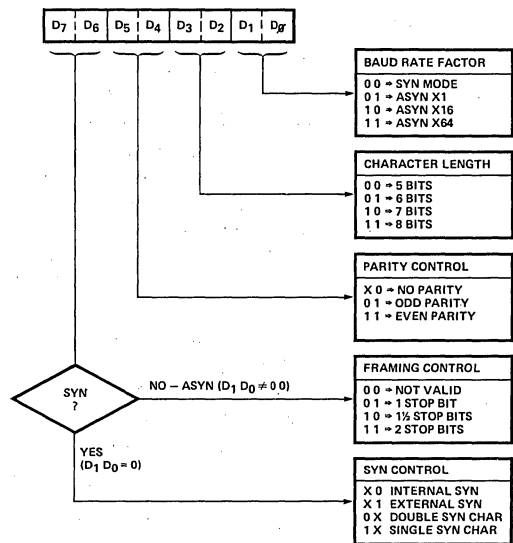 D7 D6 D5 D4 D3 D2 D1 DØ
BAUD RATE FACTOR
0 0 ⇒ SYN MODE
0 1 ⇒ ASYN X1
1 0 ⇒ ASYN X16
1 1 ⇒ ASYN X64
CHARACTER LENGTH
0 0 ⇒ 5 BITS
0 1 ⇒ 6 BITS
1 0 ⇒ 7 BITS
1 1 ⇒ 8 BITS
PARITY CONTROL
X 0 ⇒ NO PARITY
0 1 ⇒ ODD PARITY
1 1 ⇒ EVEN PARITY
SYN
?
NO – ASYN (D1 D0 ≠ 0 0)
FRAMING CONTROL
0 0 ⇒ NOT VALID
0 1 ⇒ 1 STOP BIT
1 0 ⇒ 1½ STOP BITS
1 1 ⇒ 2 STOP BITS
YES
(D1 D0 = 0)
SYN CONTROL
X 0 INTERNAL SYN
X 1 EXTERNAL SYN
0 X DOUBLE SYN CHAR
1 X SINGLE SYN CHAR